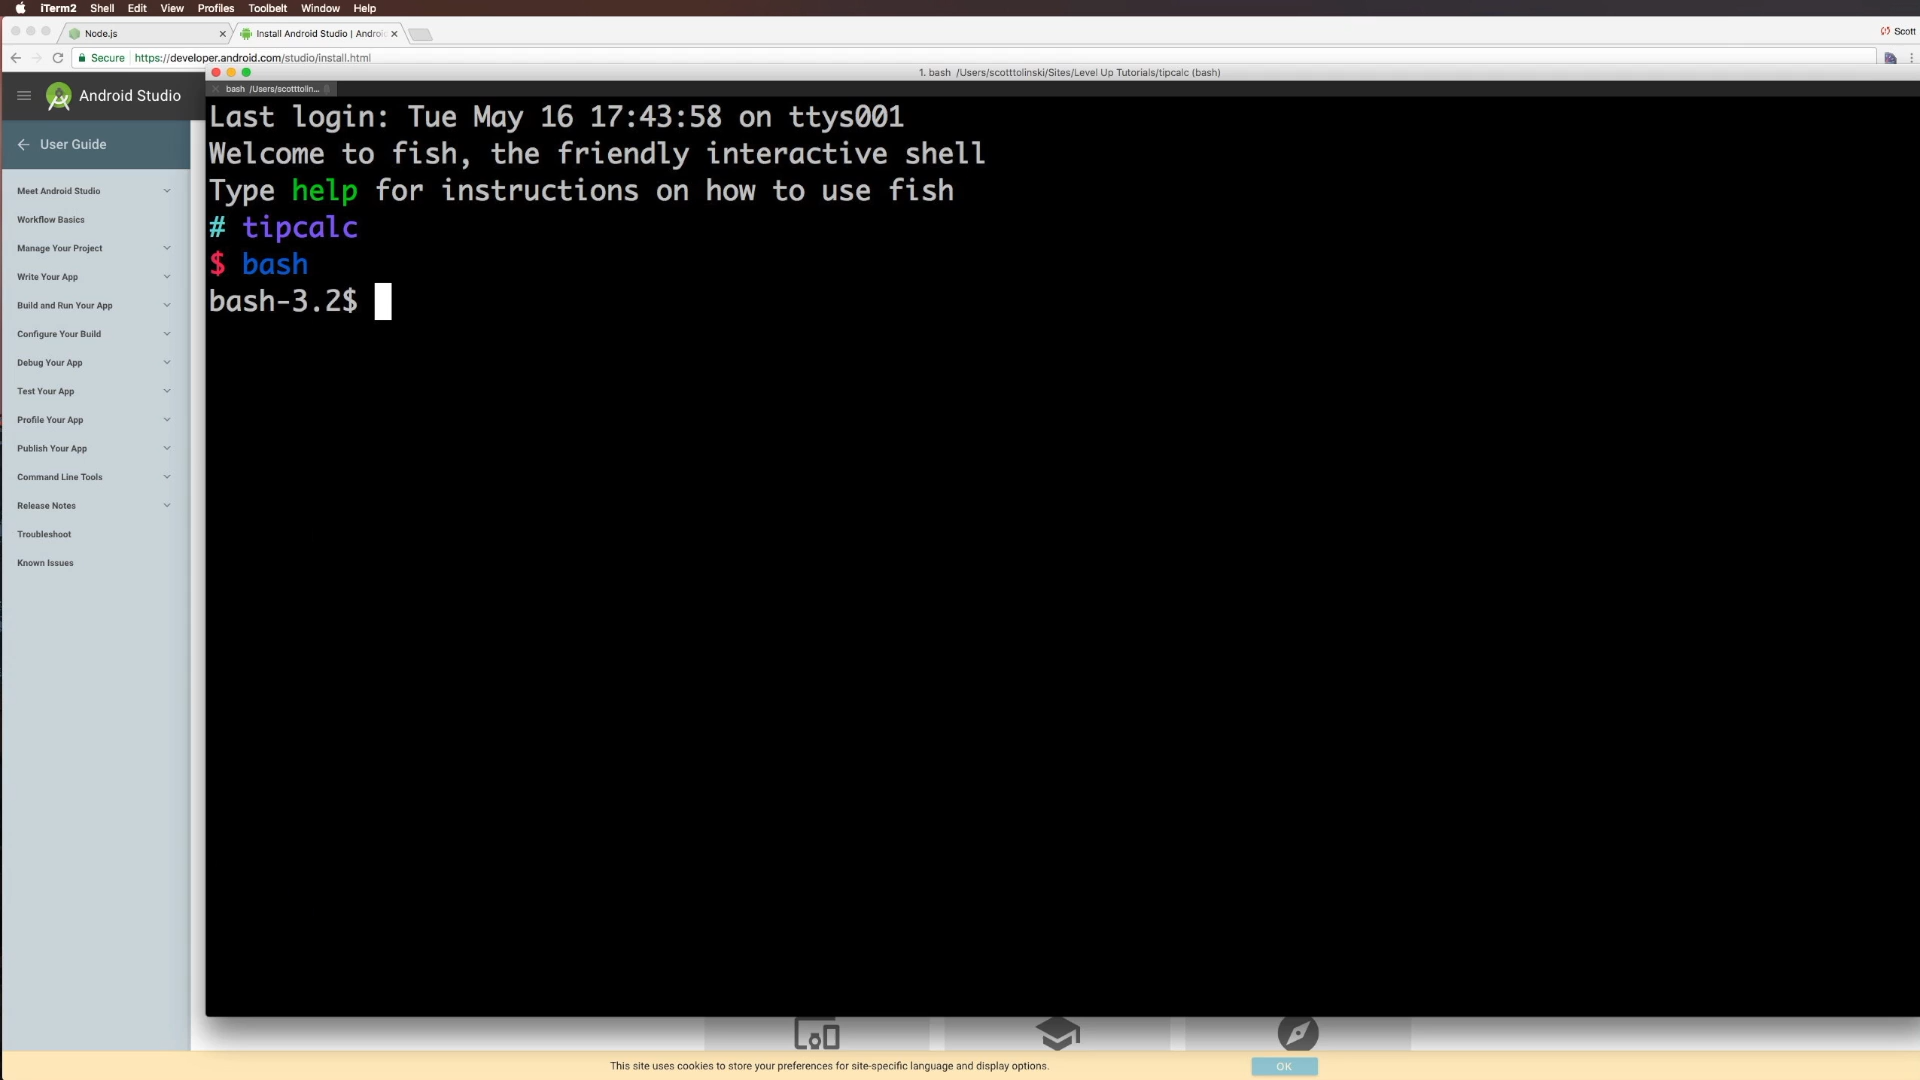 iTerm2 Shell Edit View Profiles Toolbelt Window Help
Node.js
Install Android Studio | Androi
Scott
Secure https://developer.android.com/studio/install.html
1. bash /Users/scotttolinski/Sites/Level Up Tutorials/tipcalc (bash)
bash /Users/scotttolin...
Android Studio
User Guide
Meet Android Studio
Workflow Basics
Manage Your Project
Write Your App
Build and Run Your App
Configure Your Build
Debug Your App
Test Your App
Profile Your App
Publish Your App
Command Line Tools
Release Notes
Troubleshoot
Known Issues
Last login: Tue May 16 17:43:58 on ttys001
Welcome to fish, the friendly interactive shell
Type help for instructions on how to use fish
# tipcalc
$ bash
bash-3.2$
This site uses cookies to store your preferences for site-specific language and display options.
OK